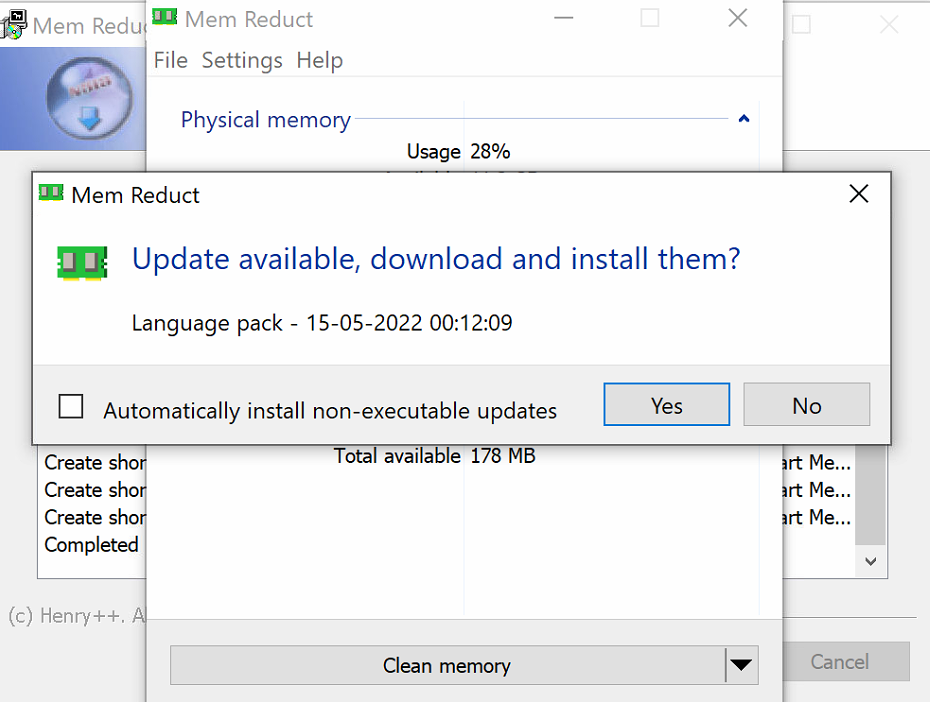 Mem Reduc
Mem Reduct
File Settings Help
Physical memory
Usage 28%
Mem Reduct
Update available, download and install them?
Language pack - 15-05-2022 00:12:09
Automatically install non-executable updates
Yes
No
Total available 178 MB
Create shor
art Me...
Create shor
art Me...
Create shor
art Me...
Completed
(c) Henry++. A
Clean memory
Cancel